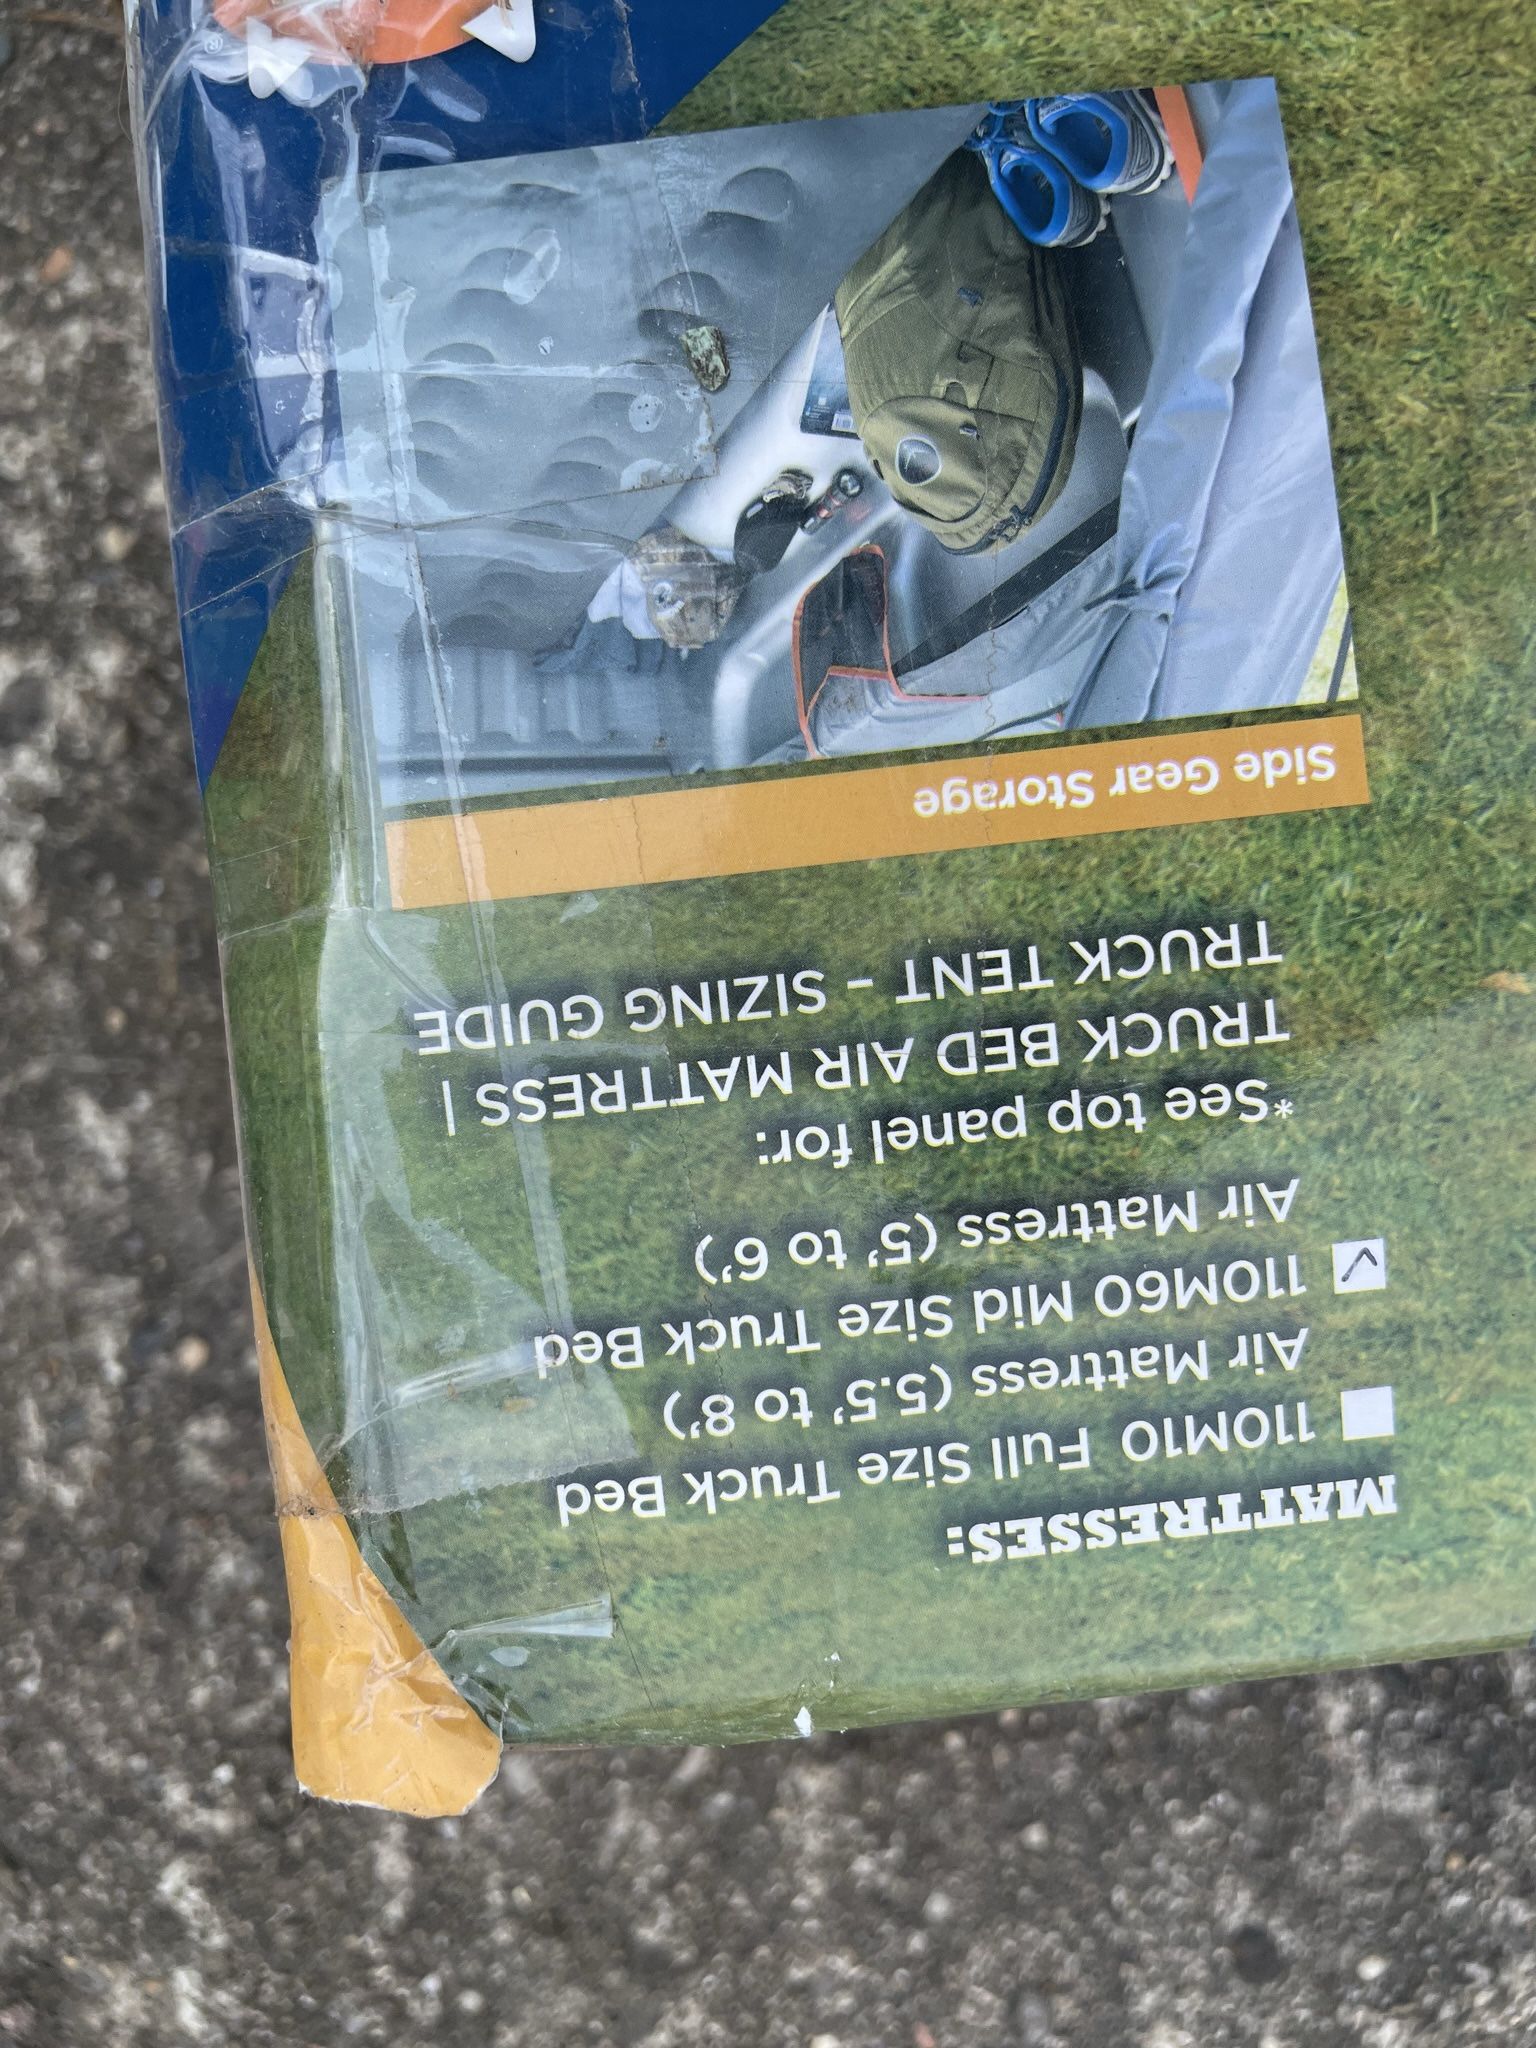 MATTRESSES:
110M10 Full Size Truck Bed
Air Mattress (5.5' to 8')
110M60 Mid Size Truck Bed
Air Mattress (5' to 6')
*See top panel for:
TRUCK BED AIR MATTRESS |
TRUCK TENT – SIZING GUIDE
Side Gear Storage
®